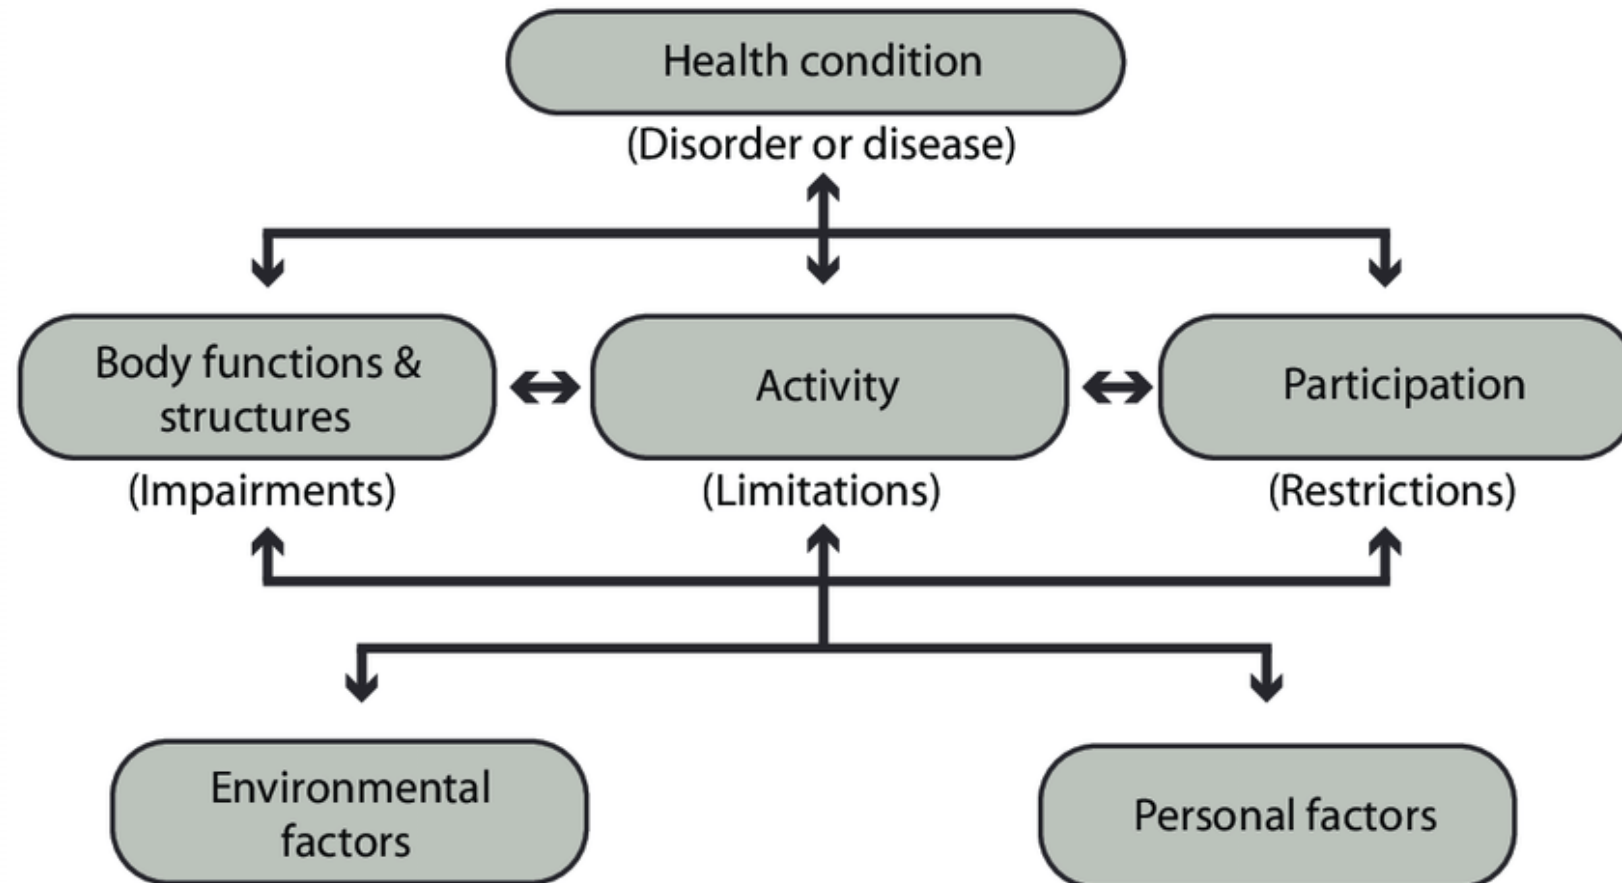 Health condition
(Disorder or disease)
Body functions &
structures
Activity
Participation
(Impairments)
(Limitations)
(Restrictions)
Environmental
factors
Personal factors